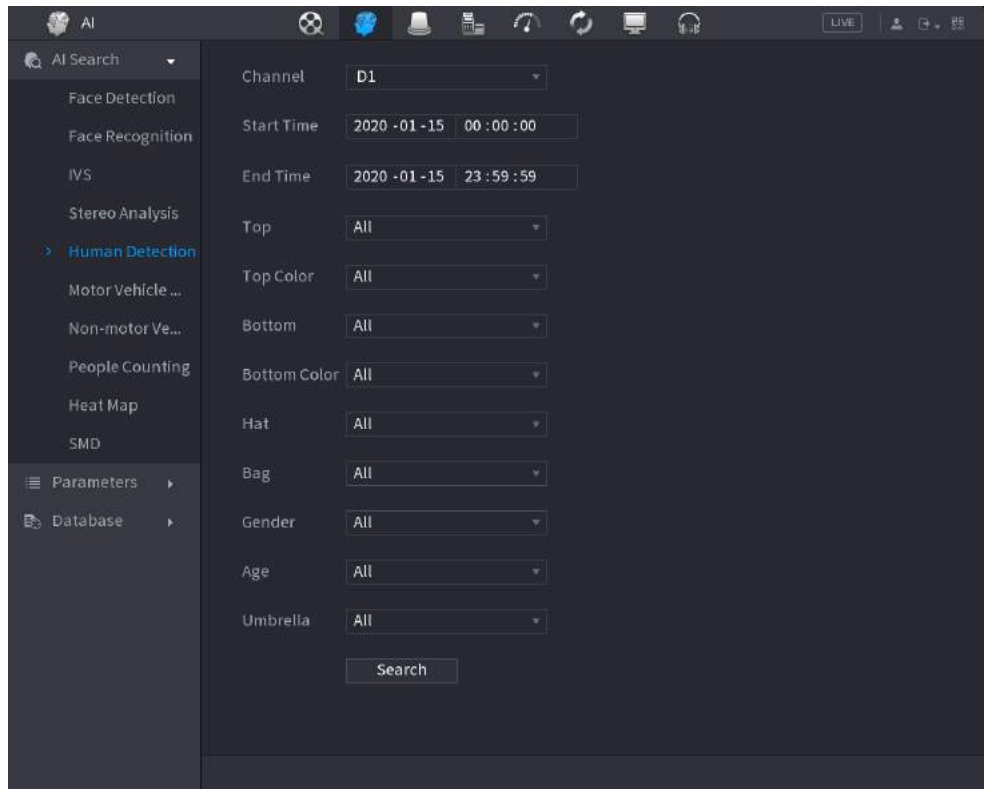 AI
LIVE
AI Search
Face Detection
Face Recognition
IVS
Stereo Analysis
Human Detection
Motor Vehicle ...
Non-motor Ve...
People Counting
Heat Map
SMD
Parameters
Database
Channel D1
Start Time 2020 -01 -15 00 : 00 : 00
End Time 2020 -01 -15 23 : 59 : 59
Top All
Top Color All
Bottom All
Bottom Color All
Hat All
Bag All
Gender All
Age All
Umbrella All
Search